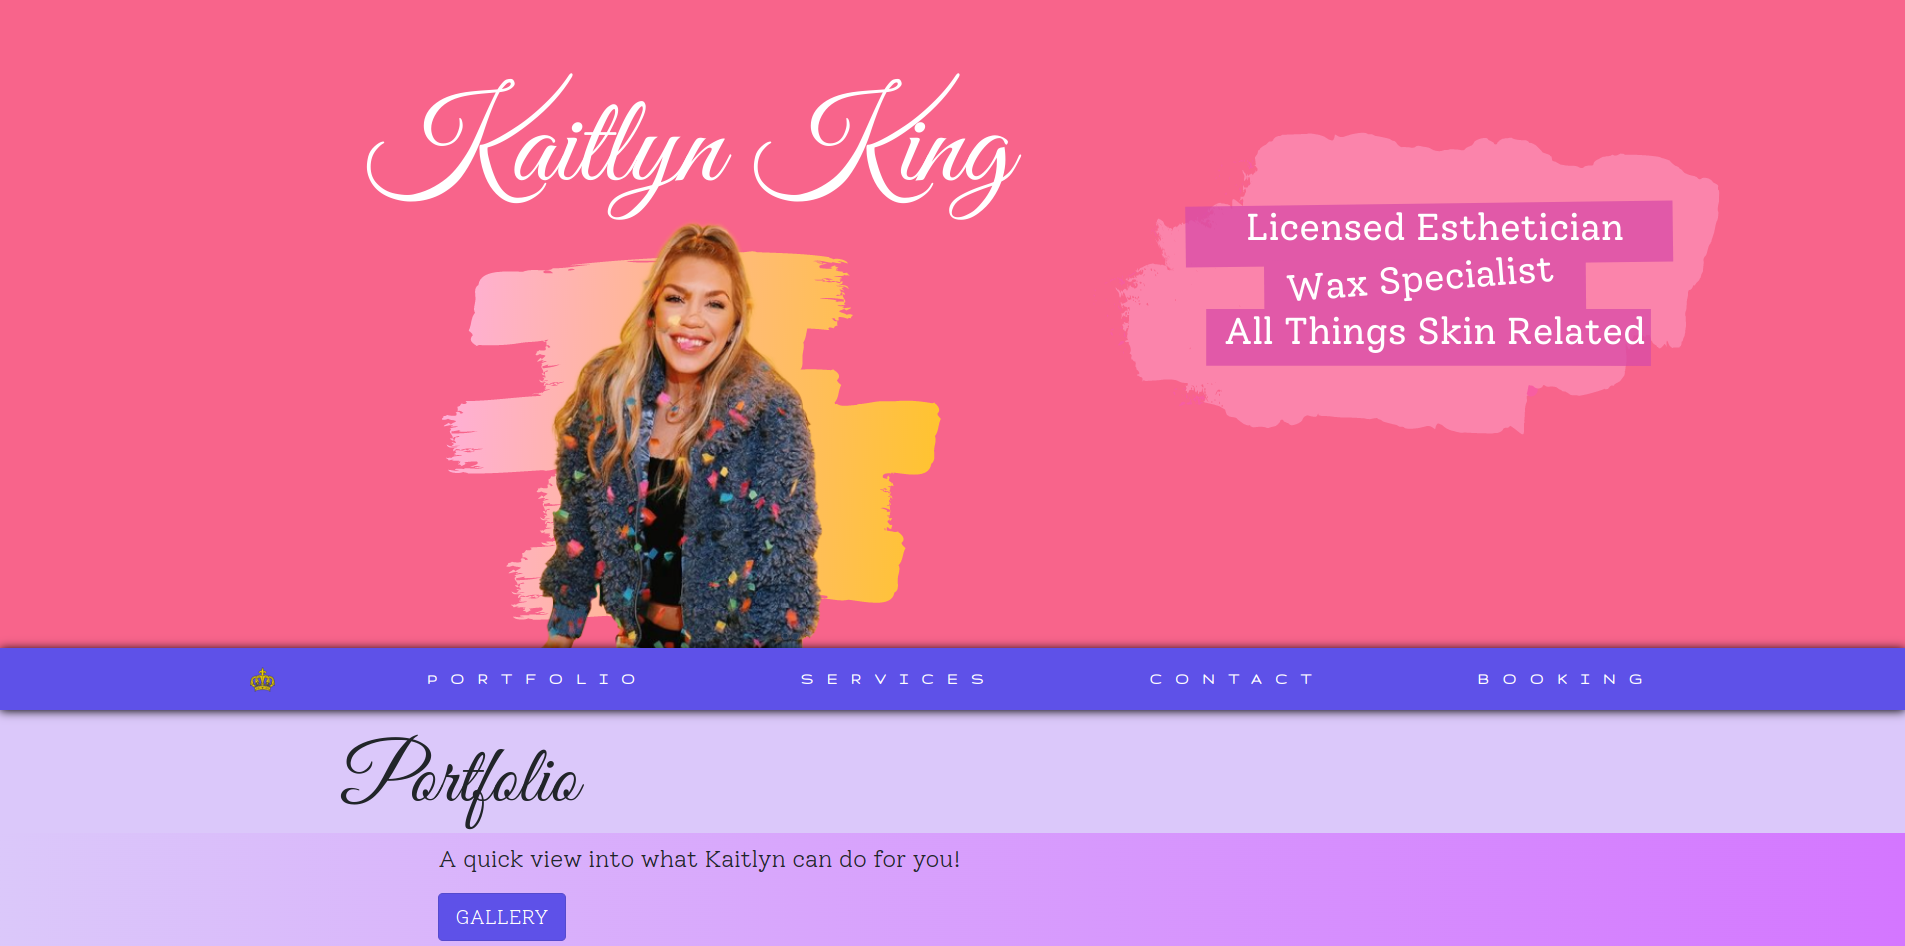 Kaitlyn King
Licensed Esthetician
Wax Specialist
All Things Skin Related
PORTFOLIO SERVICES CONTACT BOOKING
Portfolio
A quick view into what Kaitlyn can do for you!
GALLERY